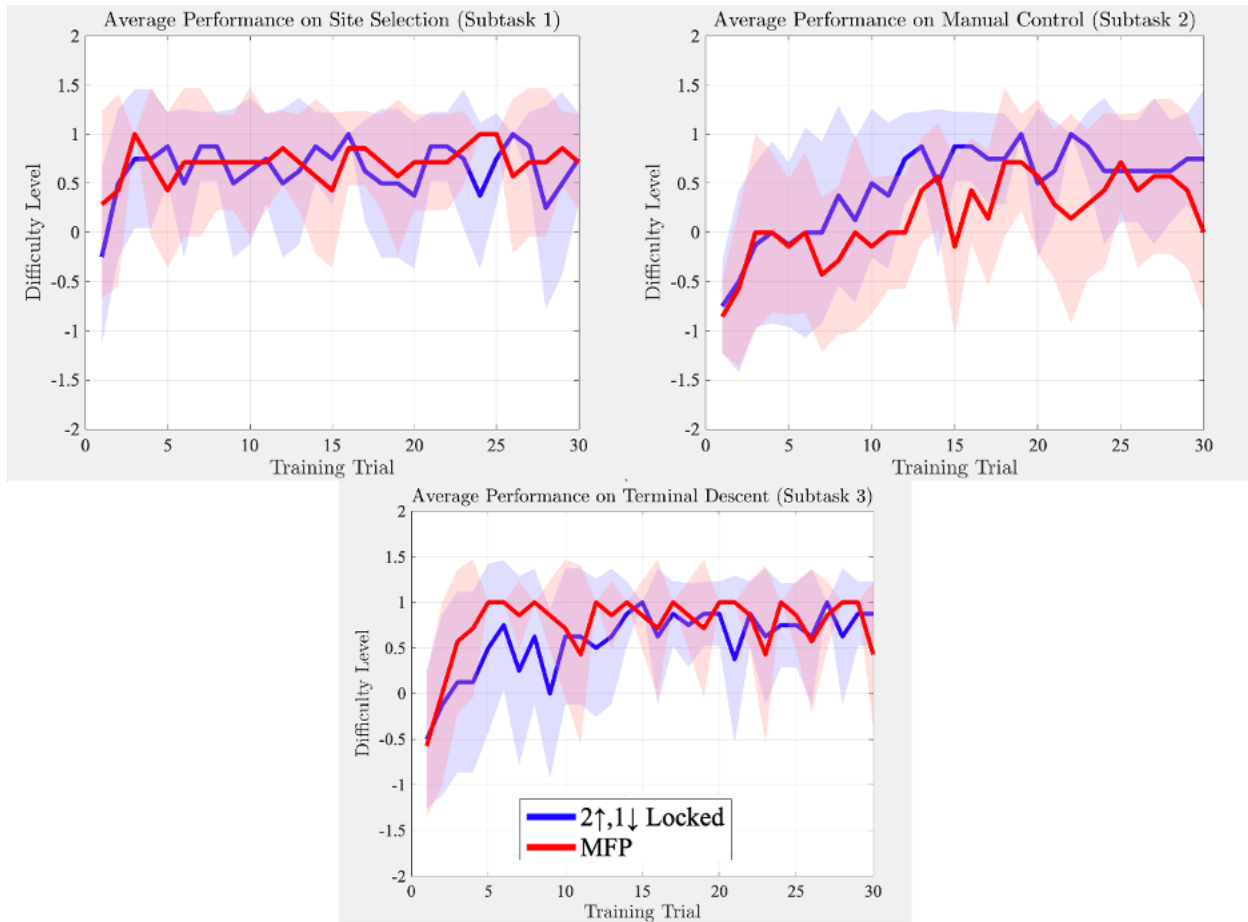 Average Performance on Site Selection (Subtask 1)
2
1.5
1
0.5
0
-0.5
-1
-1.5
-2
Difficulty Level
0 5 10 15 20 25 30
Training Trial
Average Performance on Manual Control (Subtask 2)
2
1.5
1
0.5
0
-0.5
-1
-1.5
-2
Difficulty Level
0 5 10 15 20 25 30
Training Trial
Average Performance on Terminal Descent (Subtask 3)
2
1.5
1
0.5
0
-0.5
-1
-1.5
-2
Difficulty Level
2↑,1↓ Locked
MFP
0 5 10 15 20 25 30
Training Trial